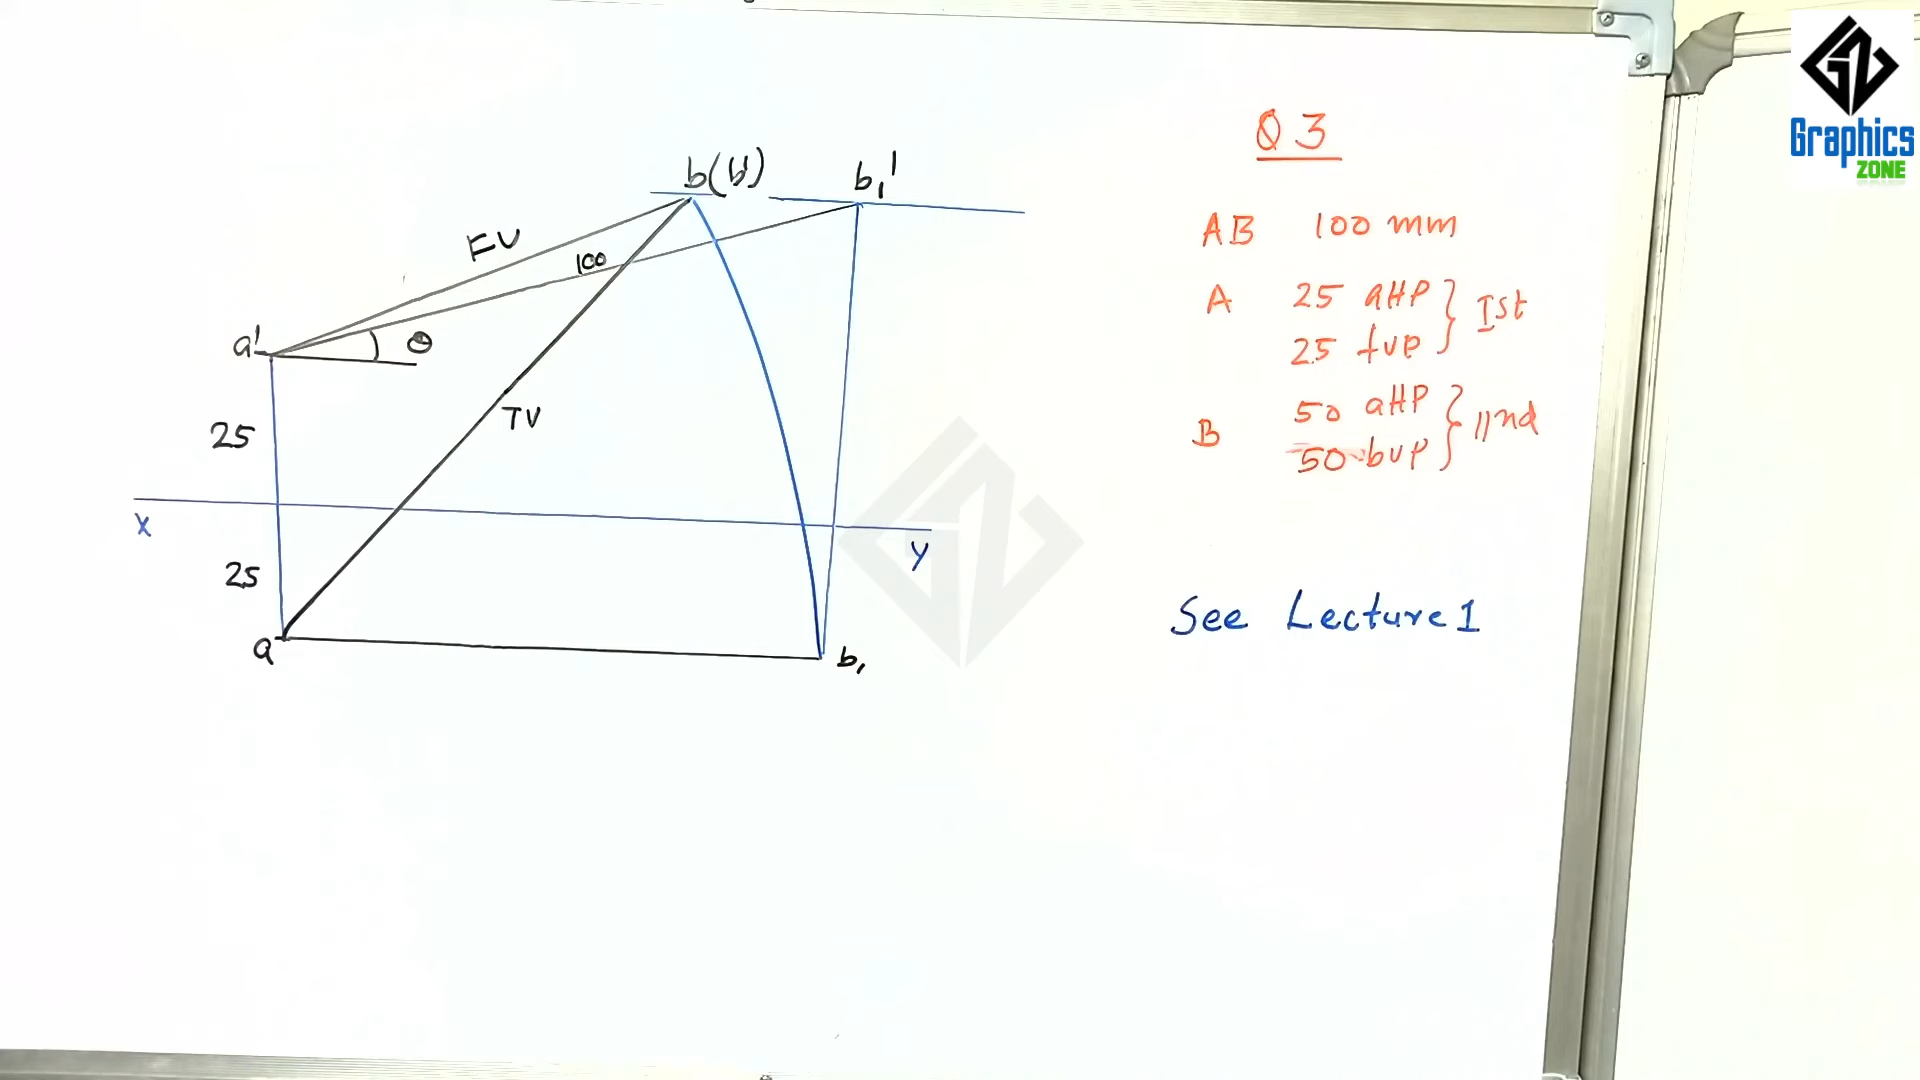 Graphics
ZONE
Q 3
b(b')
b₁'
FV
100
AB 100 mm
A 25 aHP } Ist
25 fvp
a'
θ
TV
25
B 50 aHP } IInd
50 bvp
X
y
25
See Lecture 1
a
b₁